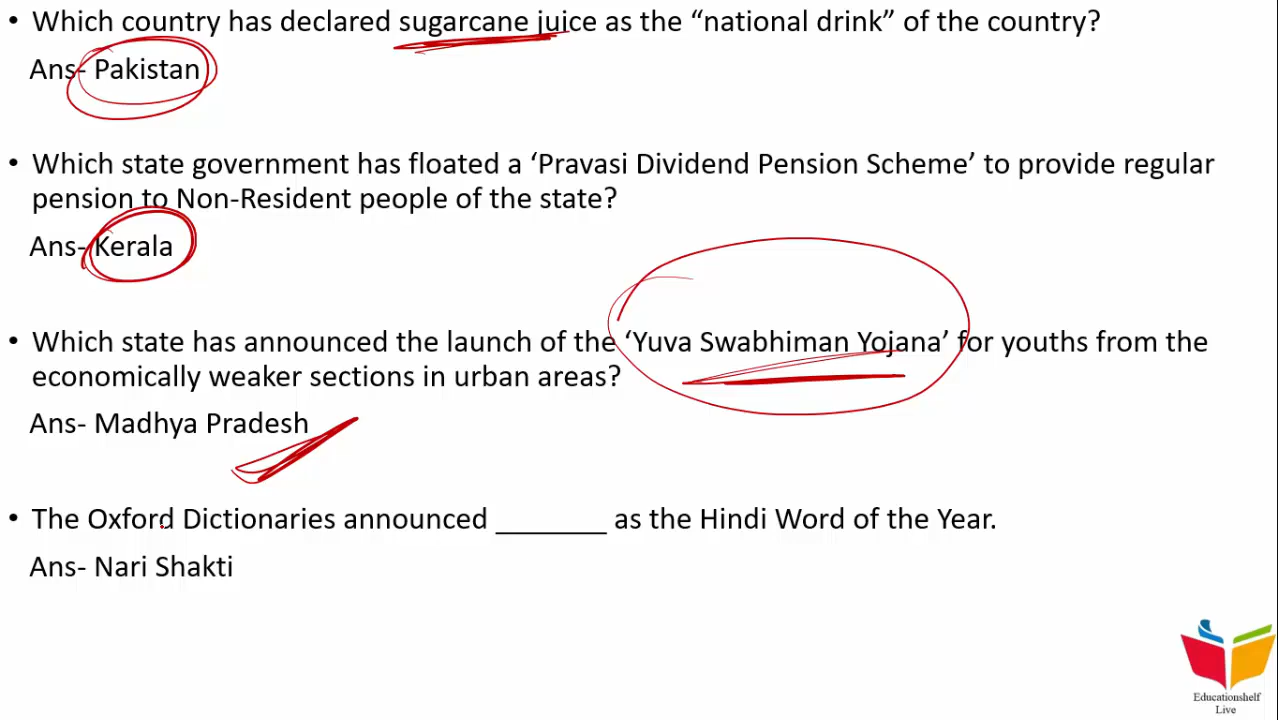 • Which country has declared sugarcane juice as the “national drink” of the country?
Ans- Pakistan
• Which state government has floated a ‘Pravasi Dividend Pension Scheme’ to provide regular
pension to Non-Resident people of the state?
Ans- Kerala
• Which state has announced the launch of the ‘Yuva Swabhiman Yojana’ for youths from the
economically weaker sections in urban areas?
Ans- Madhya Pradesh
• The Oxford Dictionaries announced _______ as the Hindi Word of the Year.
Ans- Nari Shakti
Educationshelf
Live